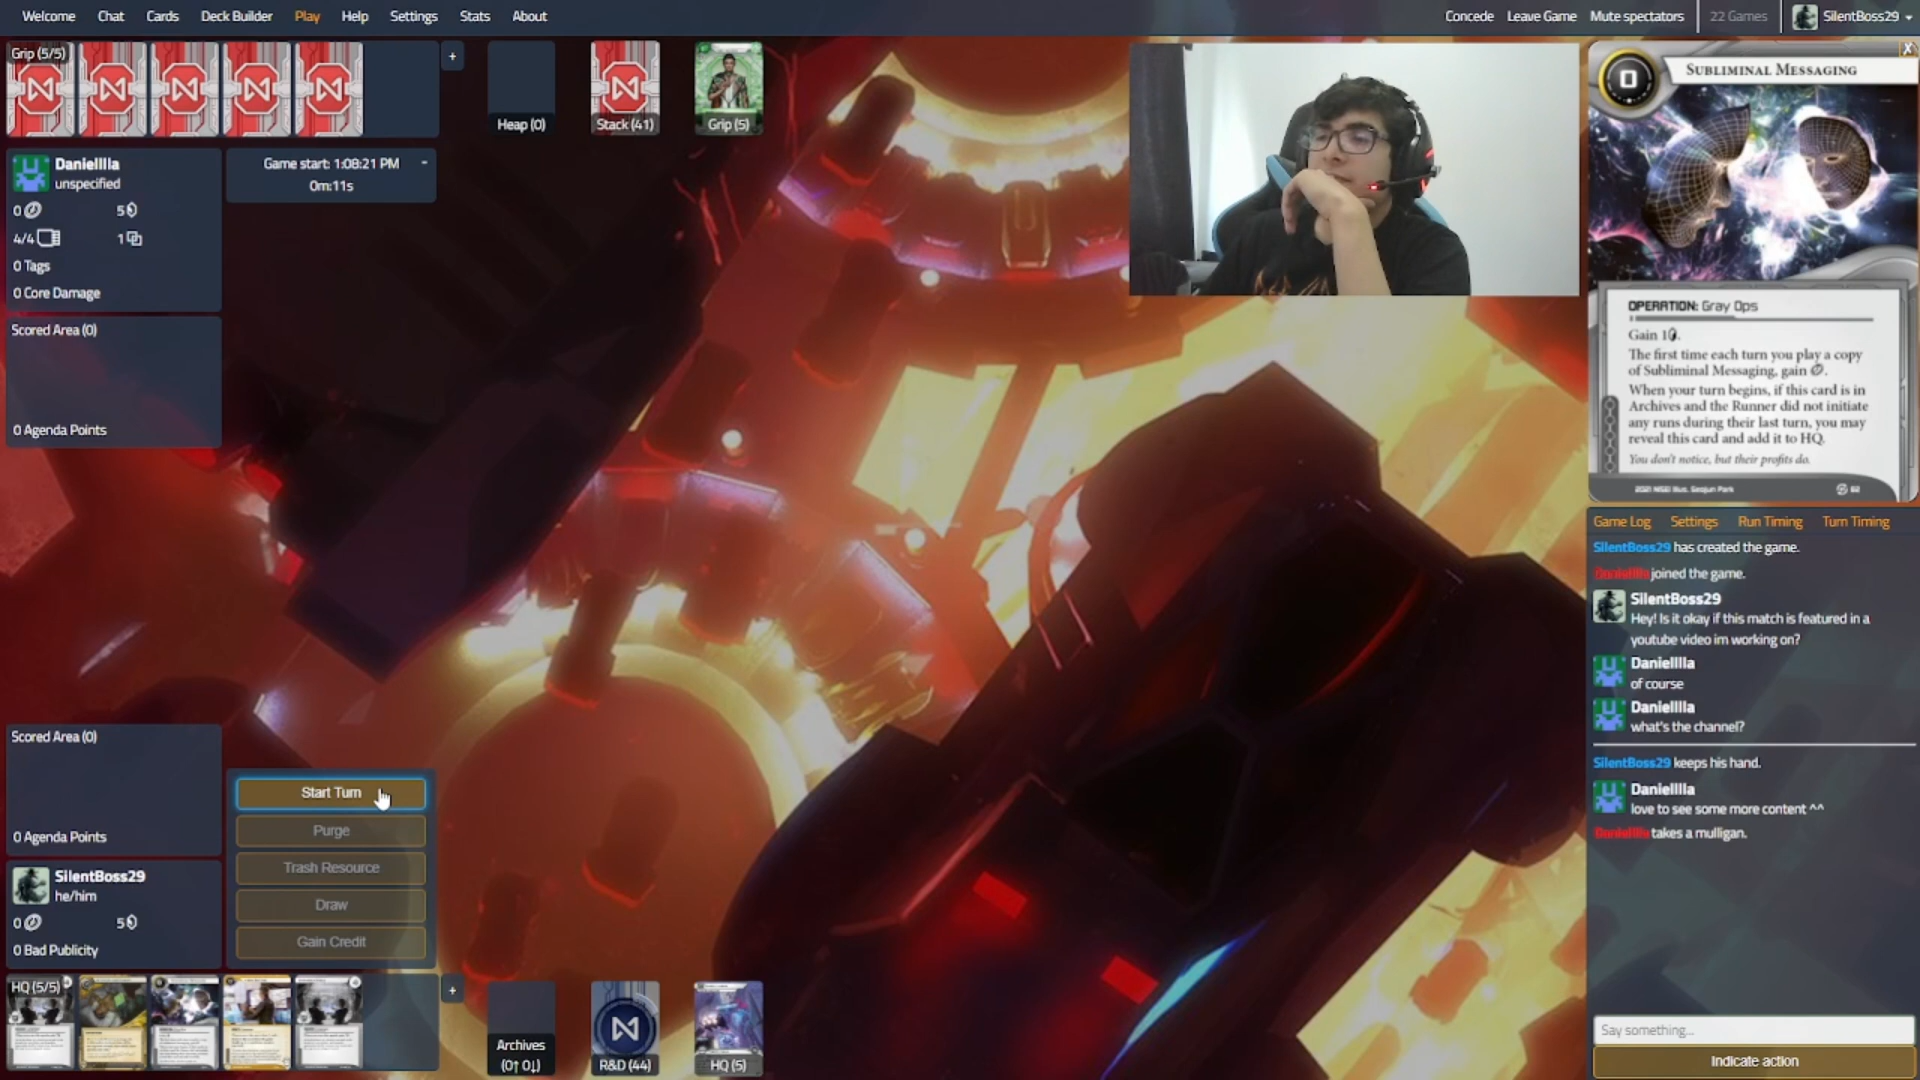 Welcome Chat Cards Deck Builder Play Help Settings Stats About
Concede Leave Game Mute spectators 22 Games SilentBoss29
Grip (5/5)
+
Heap (0)
Stack (41)
Grip (5)
Game start: 1:08:21 PM -
0m:11s
Daniellla
unspecified
0 5
4/4 1
0 Tags
0 Core Damage
Scored Area (0)
0 Agenda Points
X
0
Subliminal Messaging
OPERATION: Gray Ops
Gain 1
The first time each turn you play a copy
of Subliminal Messaging, gain
When your turn begins, if this card is in
Archives and the Runner did not initiate
any runs during their last turn, you may
reveal this card and add it to HQ.
You don't notice, but their profits do.
2021 NISEI Illus. Seojun Park
Game Log Settings Run Timing Turn Timing
SilentBoss29 has created the game.
Daniellla joined the game.
SilentBoss29
Hey! Is it okay if this match is featured in a
youtube video im working on?
Daniellla
of course
Daniellla
what's the channel?
SilentBoss29 keeps his hand.
Daniellla
love to see some more content ^^
Daniellla takes a mulligan.
Say something...
Indicate action
Scored Area (0)
0 Agenda Points
Start Turn
Purge
Trash Resource
Draw
Gain Credit
SilentBoss29
he/him
0 5
0 Bad Publicity
HQ (5/5)
+
Archives
(0↑ 0↓)
R&D (44)
HQ (5)